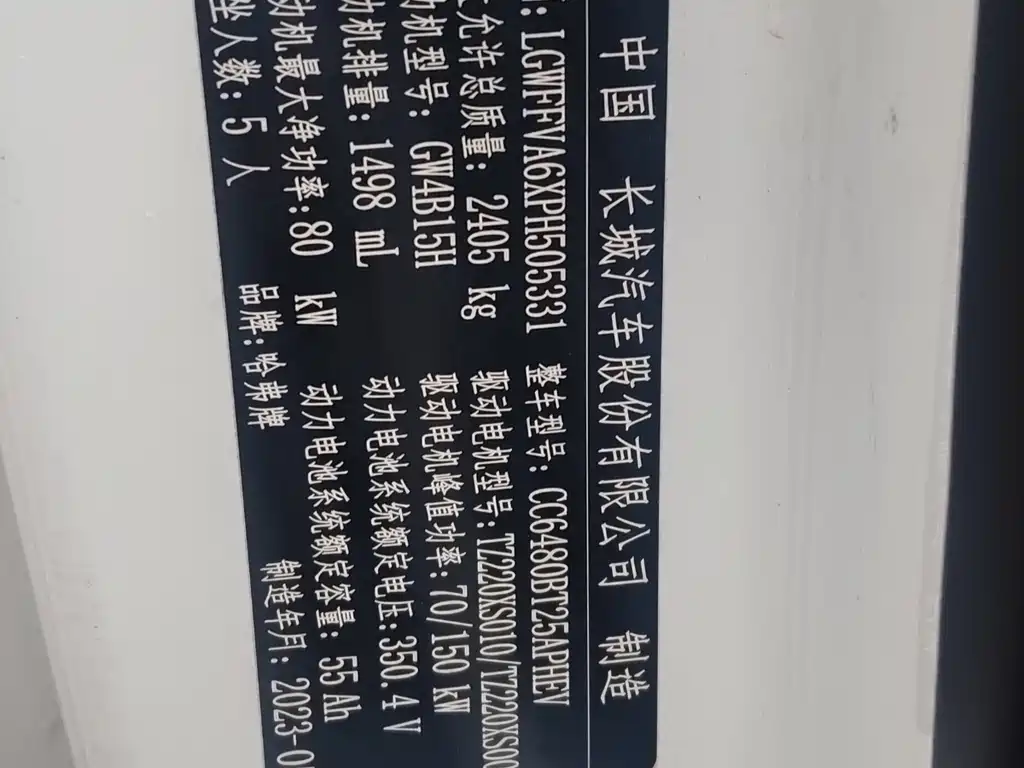 中国 长城汽车股份有限公司 制造
: LGWFFVA6XPH505331 整车型号: CC6480BT25APHEV
允许总质量: 2405 kg 驱动电机型号: TZ220XS010/TZ220XS00
机型号: GW4B15H 驱动电机峰值功率: 70/150 kW
机排量: 1498 mL 动力电池系统额定电压: 350.4 V
动机最大净功率: 80 kW 动力电池系统额定容量: 55 Ah
坐人数: 5 人 品牌: 哈弗牌 制造年月: 2023-0